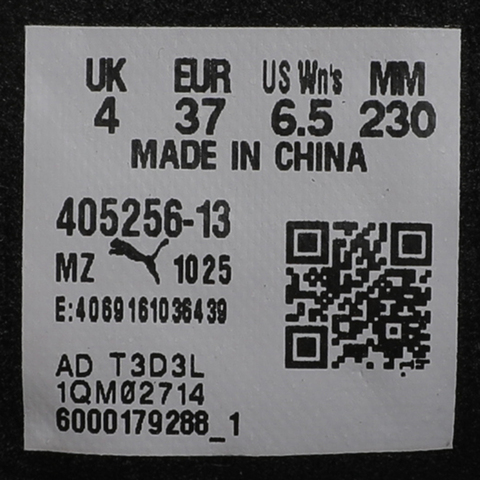 UK EUR US Wn's MM
4 37 6.5 230
MADE IN CHINA
405256-13
MZ 1025
E:4069161036439
AD T3D3L
1QMØ2714
6000179288_1